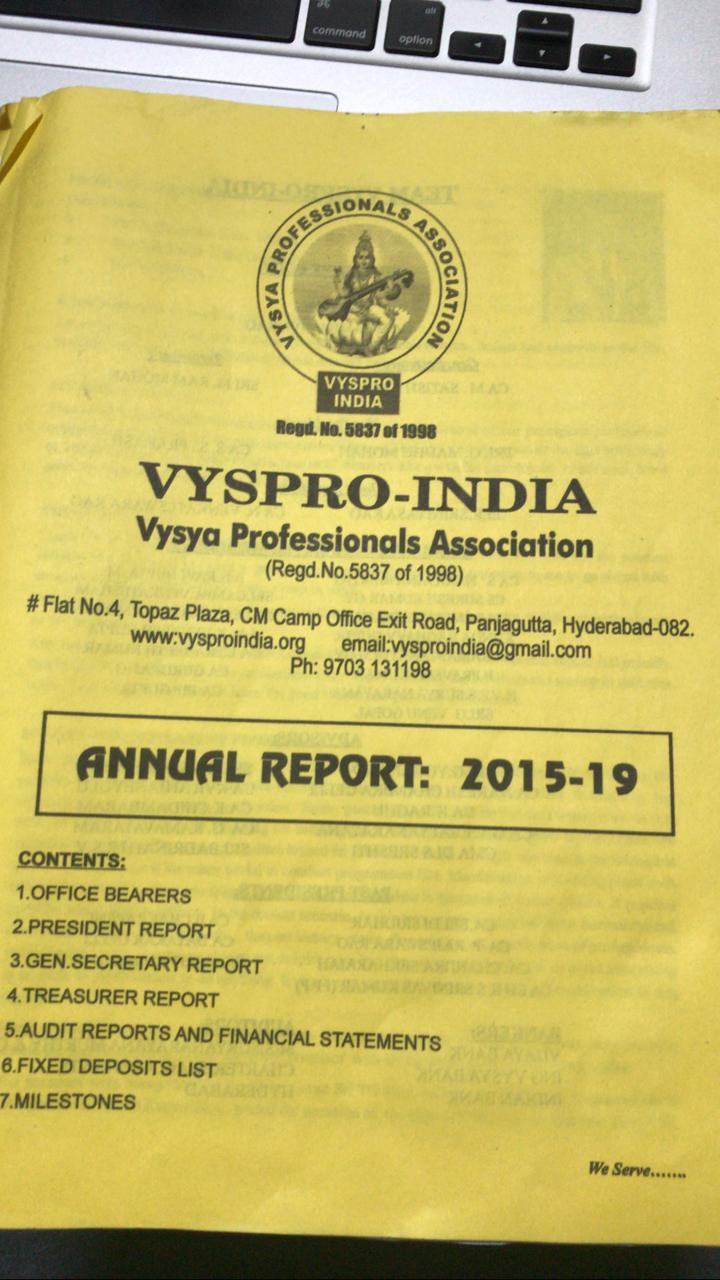 ⌘
command
alt
option
◄
▲
▼
►
VYSYA PROFESSIONALS ASSOCIATION
VYSPRO
INDIA
Regd. No. 5837 of 1998
VYSPRO-INDIA
Vysya Professionals Association
(Regd.No.5837 of 1998)
# Flat No.4, Topaz Plaza, CM Camp Office Exit Road, Panjagutta, Hyderabad-082.
www:vysproindia.org email:vysproindia@gmail.com
Ph: 9703 131198
ANNUAL REPORT: 2015-19
CONTENTS:
1.OFFICE BEARERS
2.PRESIDENT REPORT
3.GEN.SECRETARY REPORT
4.TREASURER REPORT
5.AUDIT REPORTS AND FINANCIAL STATEMENTS
6.FIXED DEPOSITS LIST
7.MILESTONES
We Serve.......